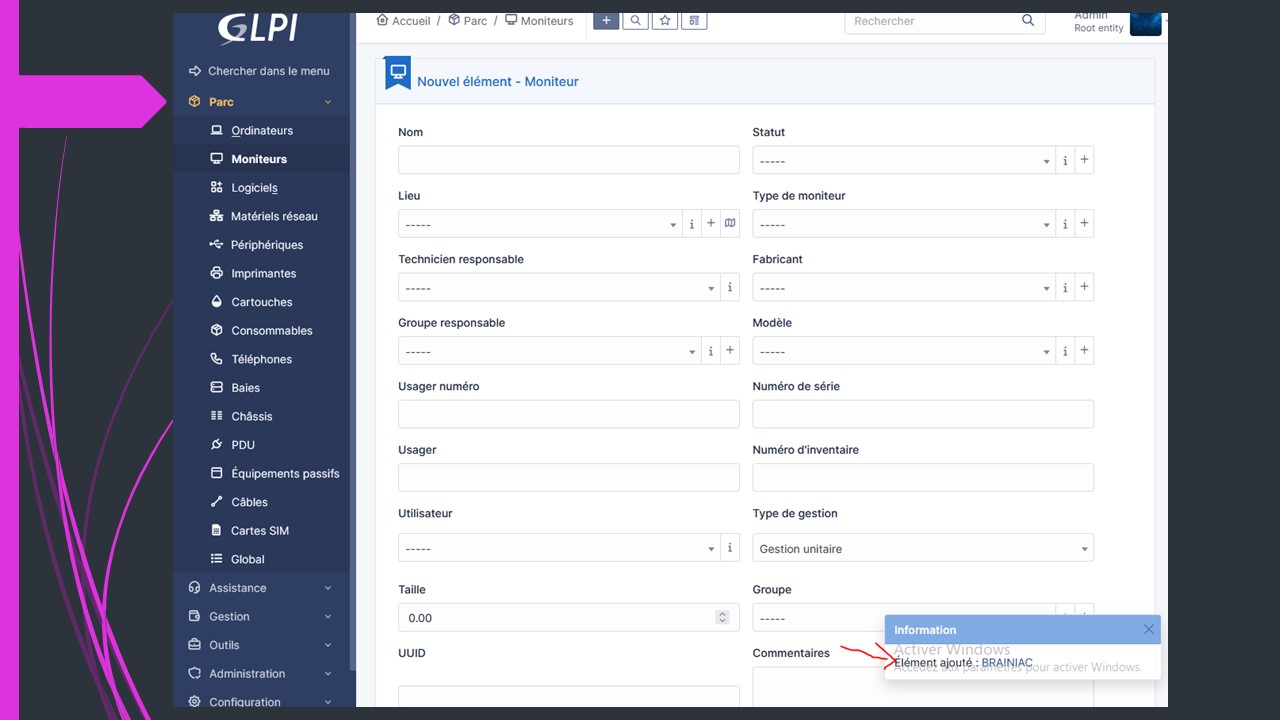 GLPI
Chercher dans le menu
Parc
Ordinateurs
Moniteurs
Logiciels
Matériels réseau
Périphériques
Imprimantes
Cartouches
Consommables
Téléphones
Baies
Châssis
PDU
Équipements passifs
Câbles
Cartes SIM
Global
Assistance
Gestion
Outils
Administration
Configuration
Accueil / Parc / Moniteurs
Rechercher
Admin
Root entity
Nouvel élément - Moniteur
Nom
Statut
-----
Lieu
Type de moniteur
-----
-----
Technicien responsable
Fabricant
-----
-----
Groupe responsable
Modèle
-----
-----
Usager numéro
Numéro de série
Usager
Numéro d'inventaire
Utilisateur
Type de gestion
-----
Gestion unitaire
Taille
Groupe
0.00
-----
UUID
Commentaires
Information
Activer Windows
Élément ajouté : BRAINIAC
Accédez aux paramètres pour activer Windows.